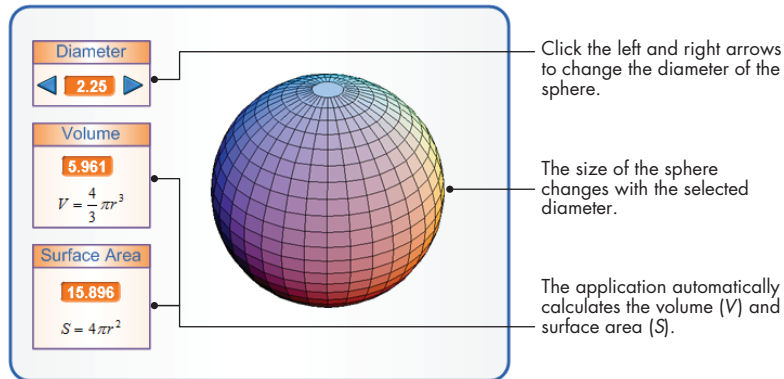 Diameter
2.25
Volume
5.961
V = 4/3 πr³
Surface Area
15.896
S = 4πr²
Click the left and right arrows
to change the diameter of the
sphere.
The size of the sphere
changes with the selected
diameter.
The application automatically
calculates the volume (V) and
surface area (S).